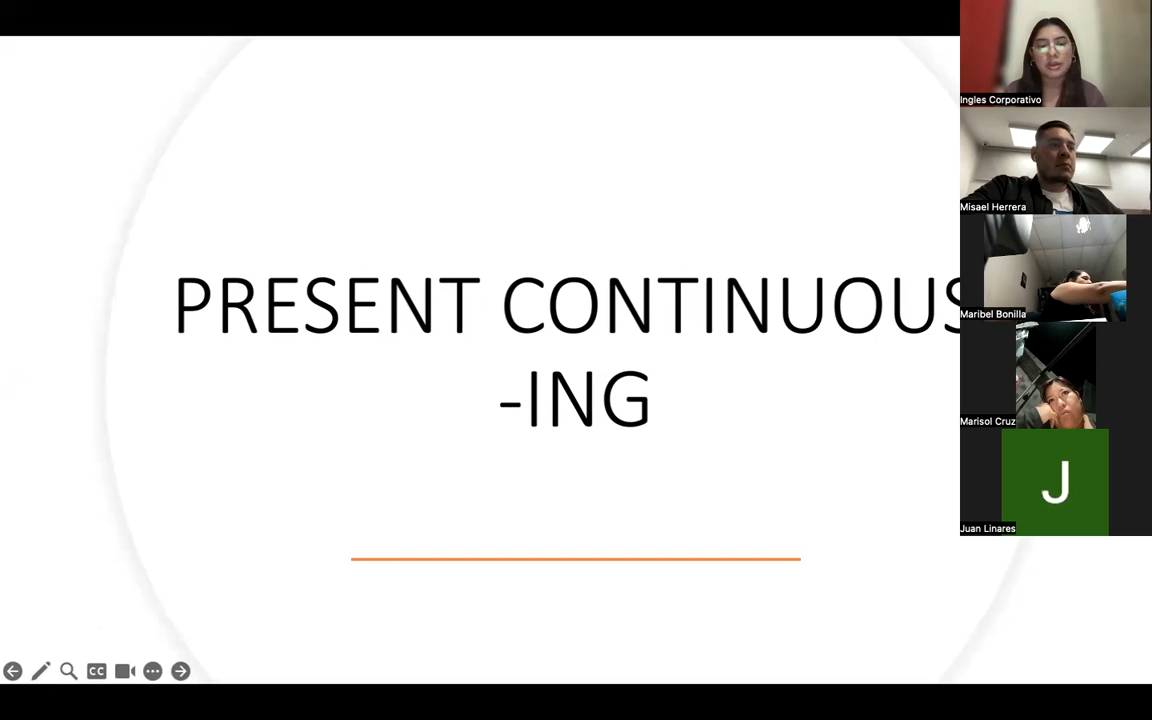 PRESENT CONTINUOUS
-ING
Ingles Corporativo
Misael Herrera
Maribel Bonilla
Marisol Cruz
J
Juan Linares
CC